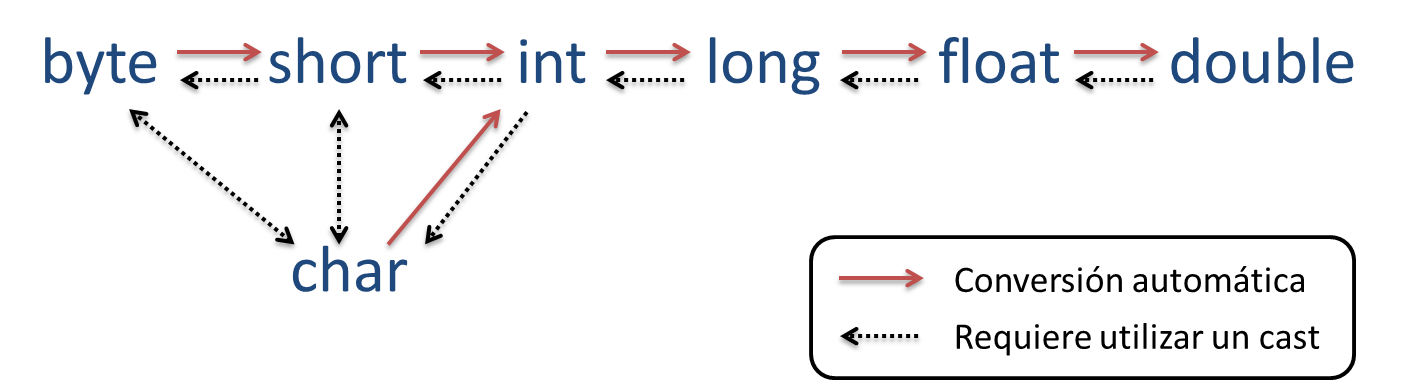 byte short int long float double
char
Conversión automática
Requiere utilizar un cast